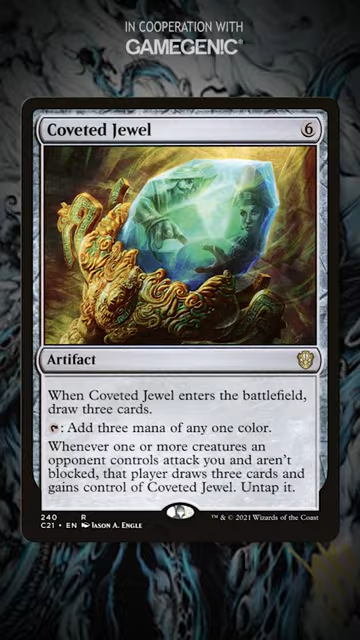 IN COOPERATION WITH
GAMEGENIC®
Coveted Jewel 6
Artifact
When Coveted Jewel enters the battlefield,
draw three cards.
: Add three mana of any one color.
Whenever one or more creatures an
opponent controls attack you and aren't
blocked, that player draws three cards and
gains control of Coveted Jewel. Untap it.
240 R
C21 • EN JASON A. ENGLE
™ & © 2021 Wizards of the Coast